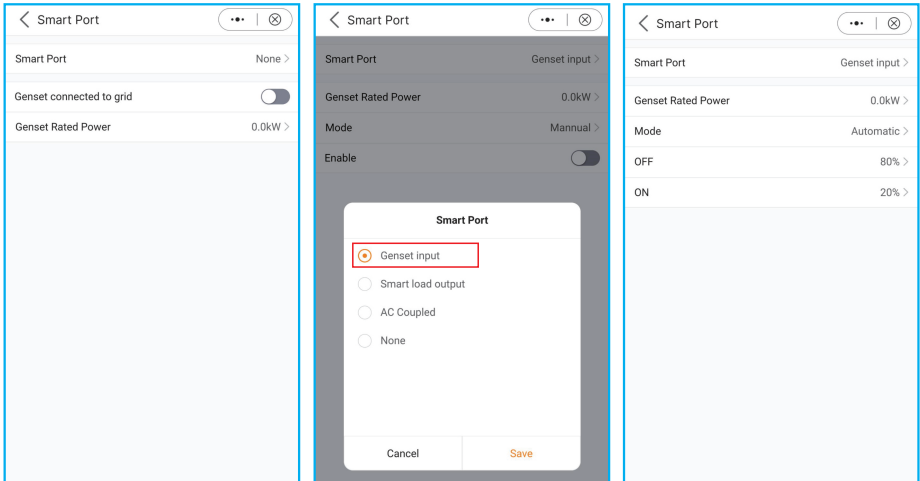 Smart Port
Smart Port None
Genset connected to grid
Genset Rated Power 0.0kW
Smart Port
Smart Port Genset input
Genset Rated Power 0.0kW
Mode Mannual
Enable
Smart Port
Genset input
Smart load output
AC Coupled
None
Cancel Save
Smart Port
Smart Port Genset input
Genset Rated Power 0.0kW
Mode Automatic
OFF 80%
ON 20%